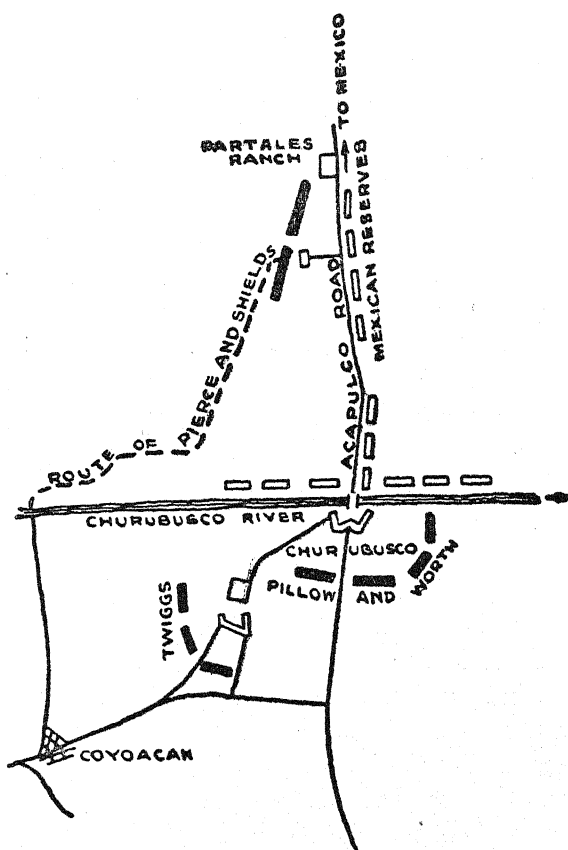 TO MEXICO
PARTALES
RANCH
MEXICAN RESERVES
ACAPULCO ROAD
ROUTE OF PIERCE AND SHIELDS
CHURUBUSCO RIVER
CHURUBUSCO
PILLOW AND WORTH
TWIGGS
COYOACAN